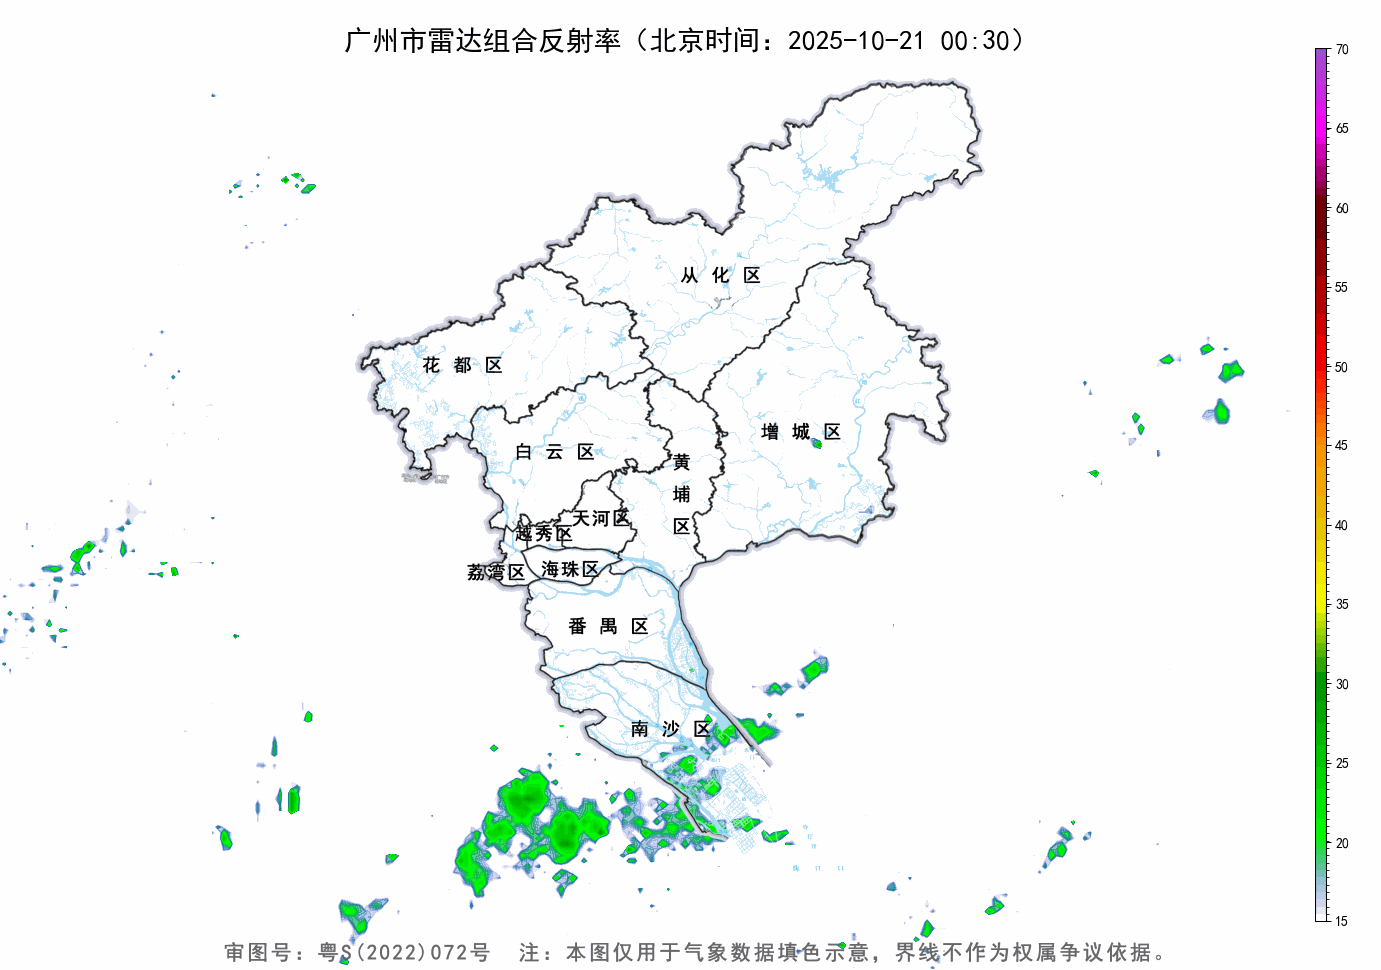 广州市雷达组合反射率（北京时间：2025-10-21 00:30）
70
65
60
55
50
45
40
35
30
25
20
15
从化区
花都区
增城区
白云区
黄埔区
天河区
越秀区
海珠区
荔湾区
番禺区
南沙区
审图号：粤S(2022)072号 注：本图仅用于气象数据填色示意，界线不作为权属争议依据。